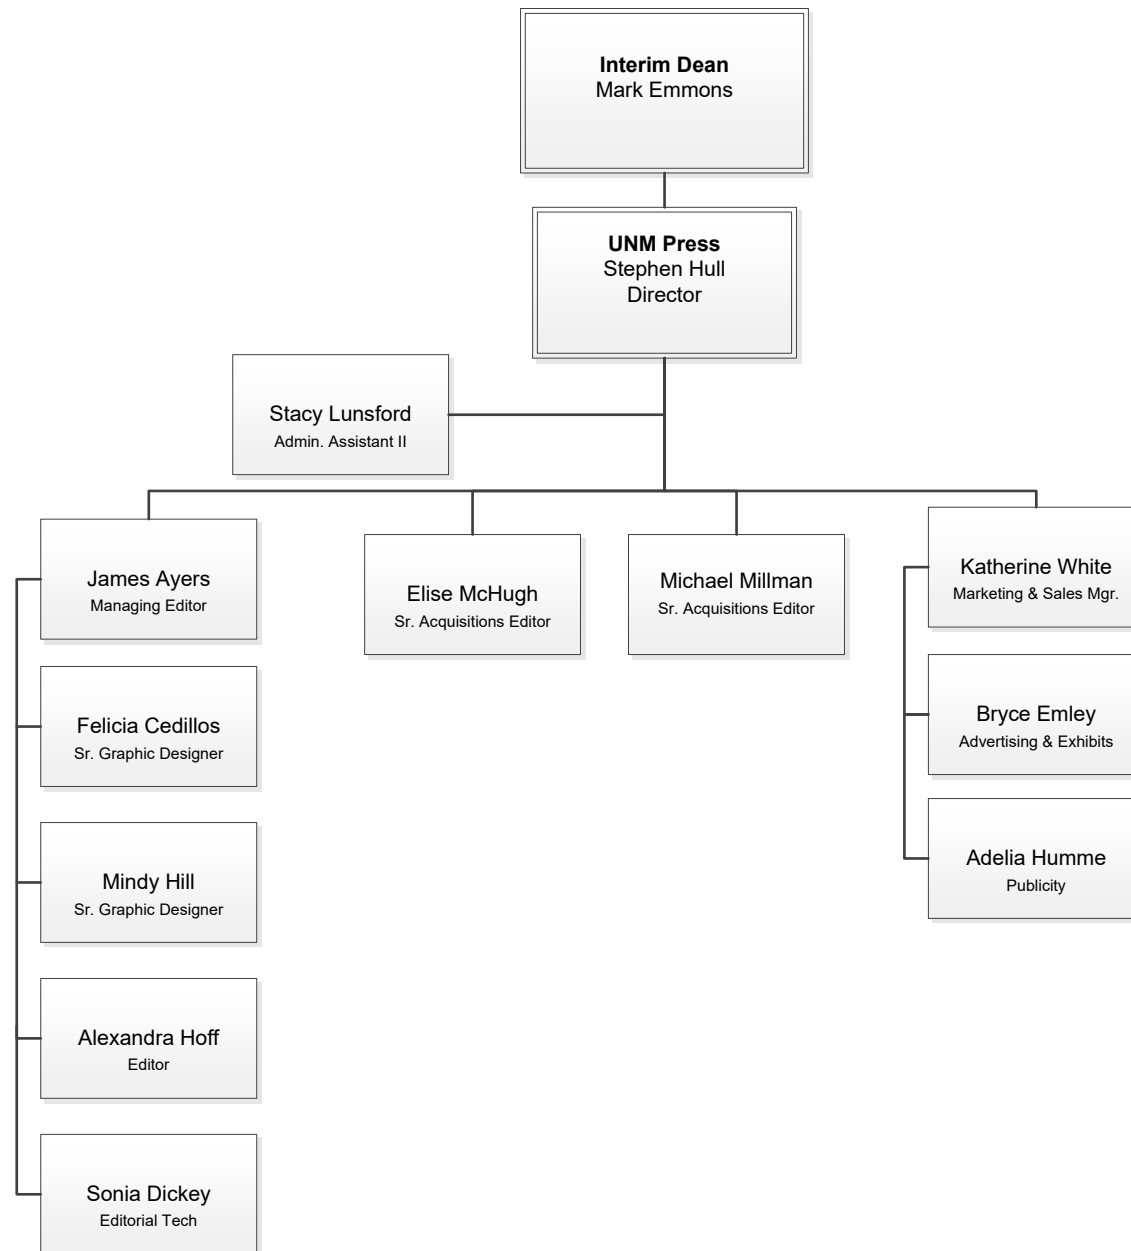 Interim Dean
Mark Emmons
UNM Press
Stephen Hull
Director
Stacy Lunsford
Admin. Assistant II
James Ayers
Managing Editor
Elise McHugh
Sr. Acquisitions Editor
Michael Millman
Sr. Acquisitions Editor
Katherine White
Marketing & Sales Mgr.
Felicia Cedillos
Sr. Graphic Designer
Bryce Emley
Advertising & Exhibits
Mindy Hill
Sr. Graphic Designer
Adelia Humme
Publicity
Alexandra Hoff
Editor
Sonia Dickey
Editorial Tech